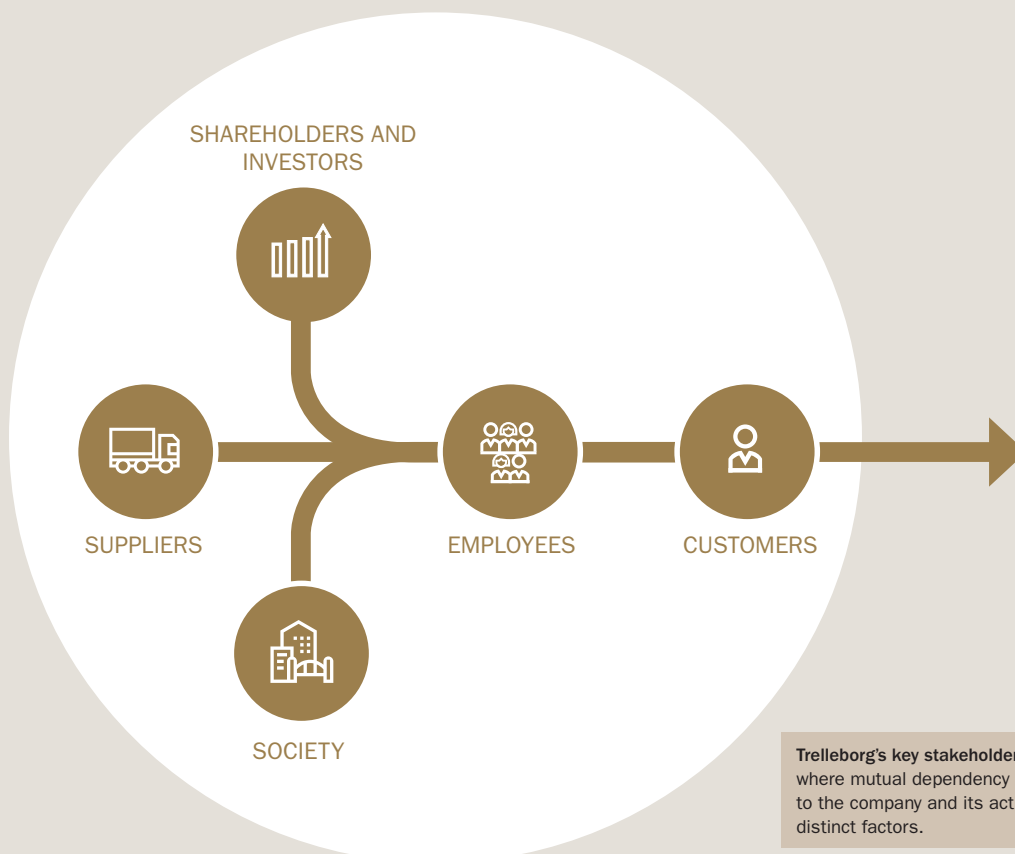 SHAREHOLDERS AND
INVESTORS
SUPPLIERS
EMPLOYEES
CUSTOMERS
SOCIETY
Trelleborg's key stakeholder
where mutual dependency
to the company and its act
distinct factors.